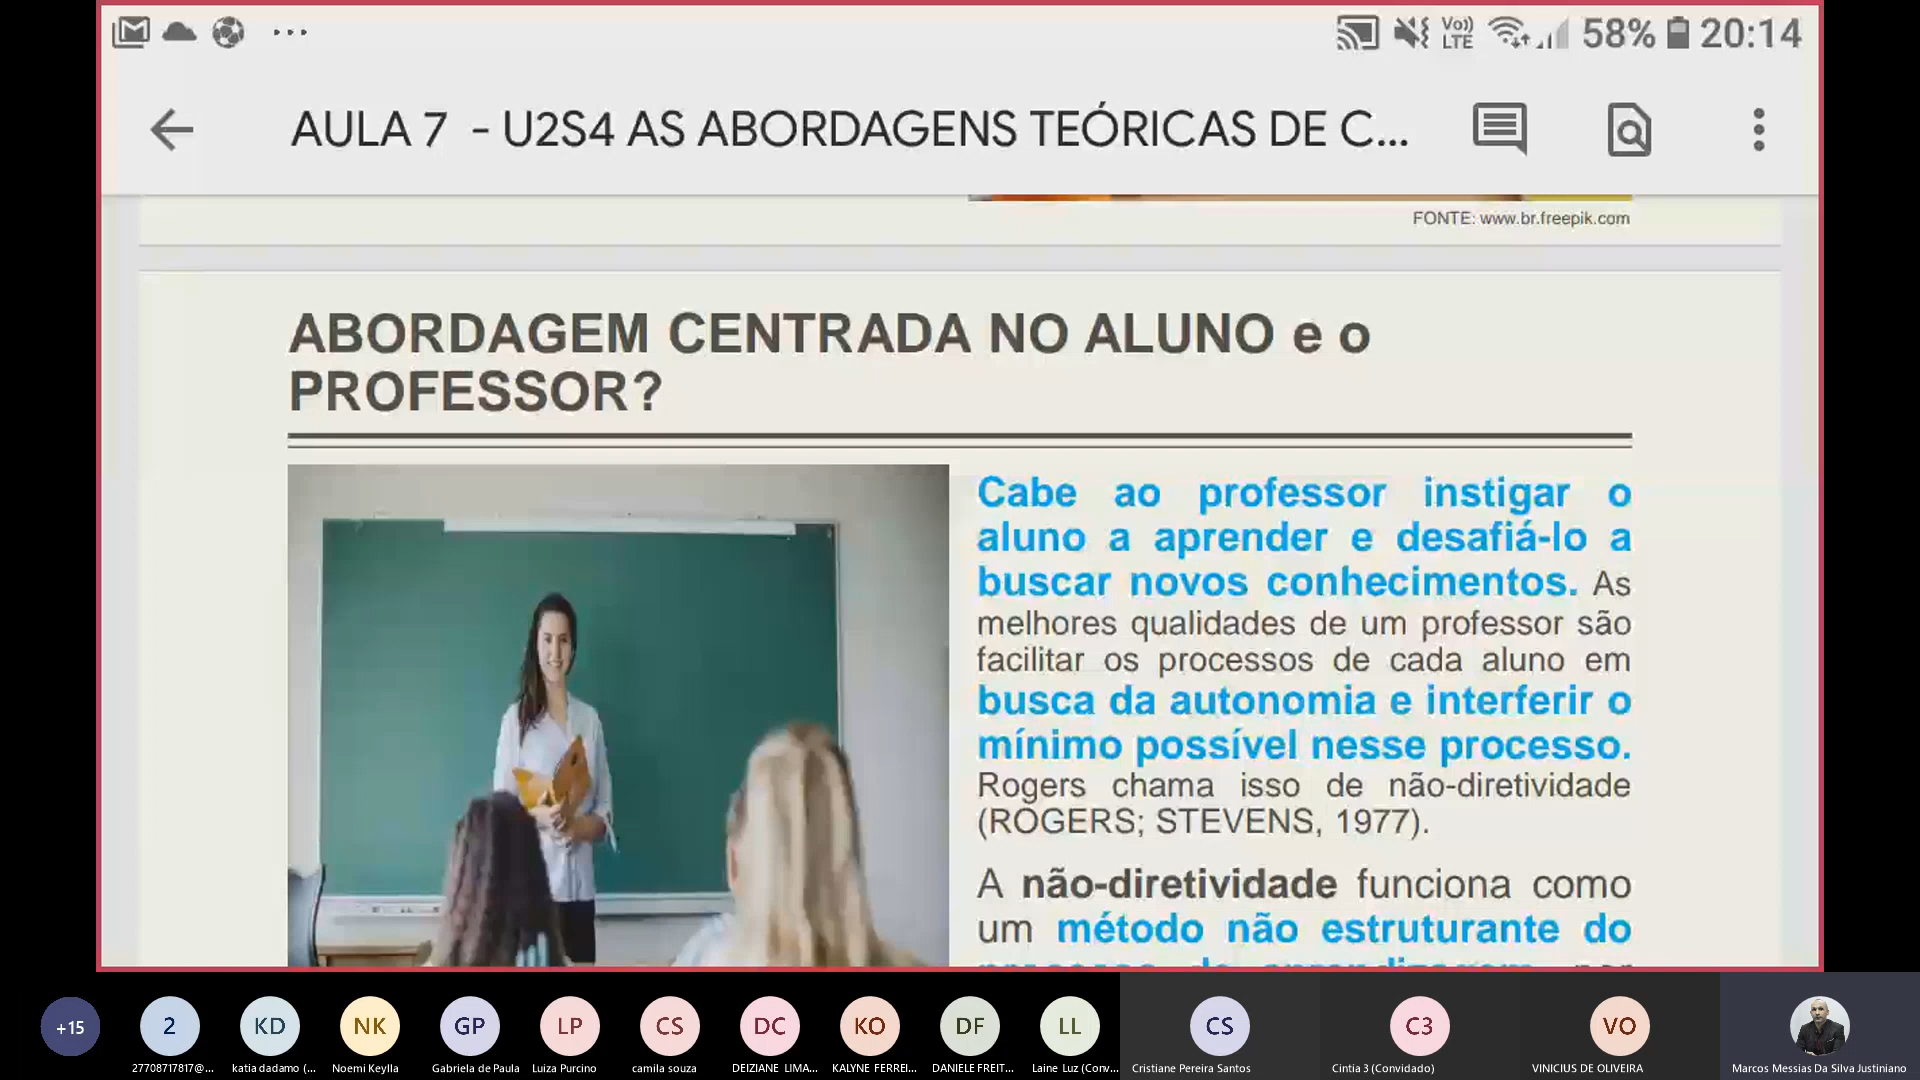 Vo))
LTE
58%
20:14
AULA 7 - U2S4 AS ABORDAGENS TEÓRICAS DE C...
FONTE: www.br.freepik.com
ABORDAGEM CENTRADA NO ALUNO e o
PROFESSOR?
Cabe ao professor instigar o
aluno a aprender e desafiá-lo a
buscar novos conhecimentos. As
melhores qualidades de um professor são
facilitar os processos de cada aluno em
busca da autonomia e interferir o
mínimo possível nesse processo.
Rogers chama isso de não-diretividade
(ROGERS; STEVENS, 1977).
A não-diretividade funciona como
um método não estruturante do
+15
2
KD
NK
GP
LP
CS
DC
KO
DF
LL
CS
C3
VO
27708717817@...
katia dadamo (...
Noemi Keylla
Gabriela de Paula
Luiza Purcino
camila souza
DEIZIANE LIMA...
KALYNE FERREI...
DANIELE FREIT...
Laine Luz (Conv...
Cristiane Pereira Santos
Cintia 3 (Convidado)
VINICIUS DE OLIVEIRA
Marcos Messias Da Silva Justiniano